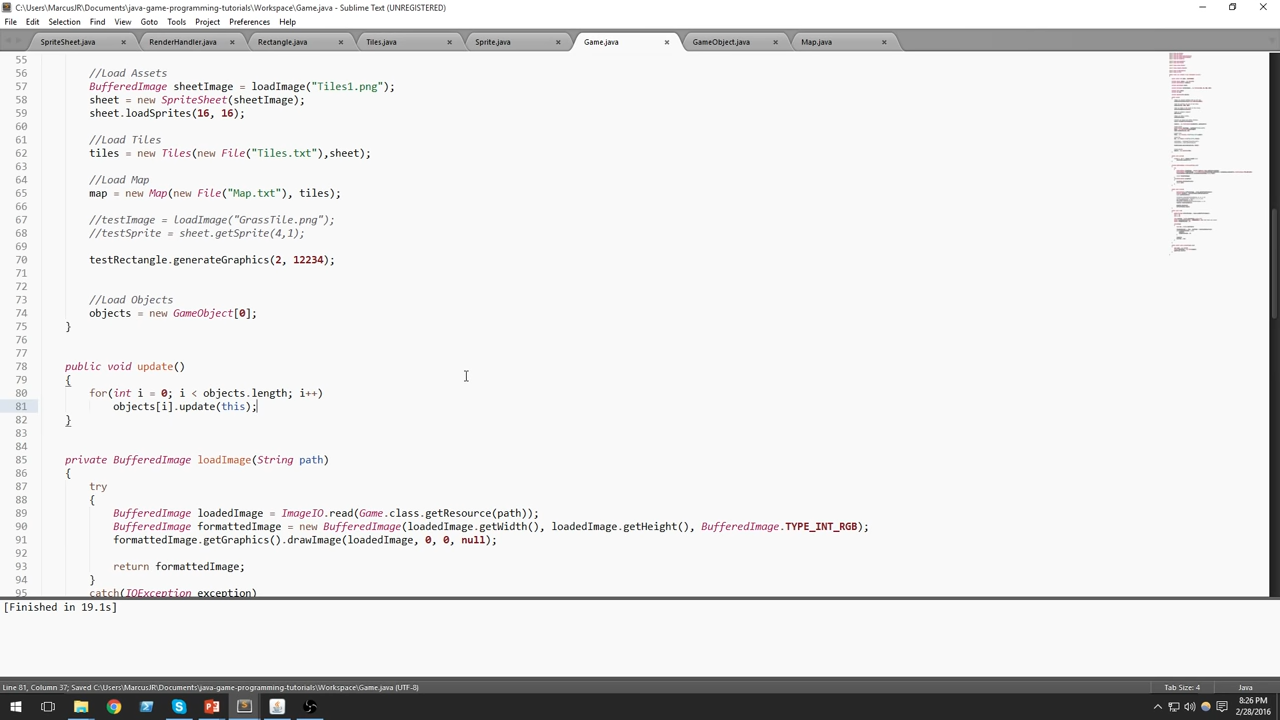 C:\Users\MarcusJR\Documents\java-game-programming-tutorials\Workspace\Game.java - Sublime Text (UNREGISTERED)
File Edit Selection Find View Goto Tools Project Preferences Help
SpriteSheet.java RenderHandler.java Rectangle.java Tiles.java Sprite.java Game.java GameObject.java Map.java
55
56 //Load Assets
57 BufferedImage sheetImage = loadImage("Tiles1.png");
58 sheet = new SpriteSheet(sheetImage);
59 sheet.loadSprites(16, 16);
60
61 //Load Tiles
62 tiles = new Tiles(new File("Tiles.txt"), sheet);
63
64 //Load Map
65 map = new Map(new File("Map.txt"), tiles);
66
67 //testImage = loadImage("GrassTile.png");
68 //testSprite = sheet.getSprite(4,1);
69
70 testRectangle.generateGraphics(2, 12234);
71
72
73 //Load Objects
74 objects = new GameObject[0];
75 }
76
77
78 public void update()
79 {
80 for(int i = 0; i < objects.length; i++)
81 objects[i].update(this);
82 }
83
84
85 private BufferedImage loadImage(String path)
86 {
87 try
88 {
89 BufferedImage loadedImage = ImageIO.read(Game.class.getResource(path));
90 BufferedImage formattedImage = new BufferedImage(loadedImage.getWidth(), loadedImage.getHeight(), BufferedImage.TYPE_INT_RGB);
91 formattedImage.getGraphics().drawImage(loadedImage, 0, 0, null);
92
93 return formattedImage;
94 }
95 catch(IOException exception)
[Finished in 19.1s]
Line 81, Column 37; Saved C:\Users\MarcusJR\Documents\java-game-programming-tutorials\Workspace\Game.java (UTF-8) Tab Size: 4 Java
8:26 PM
2/28/2016